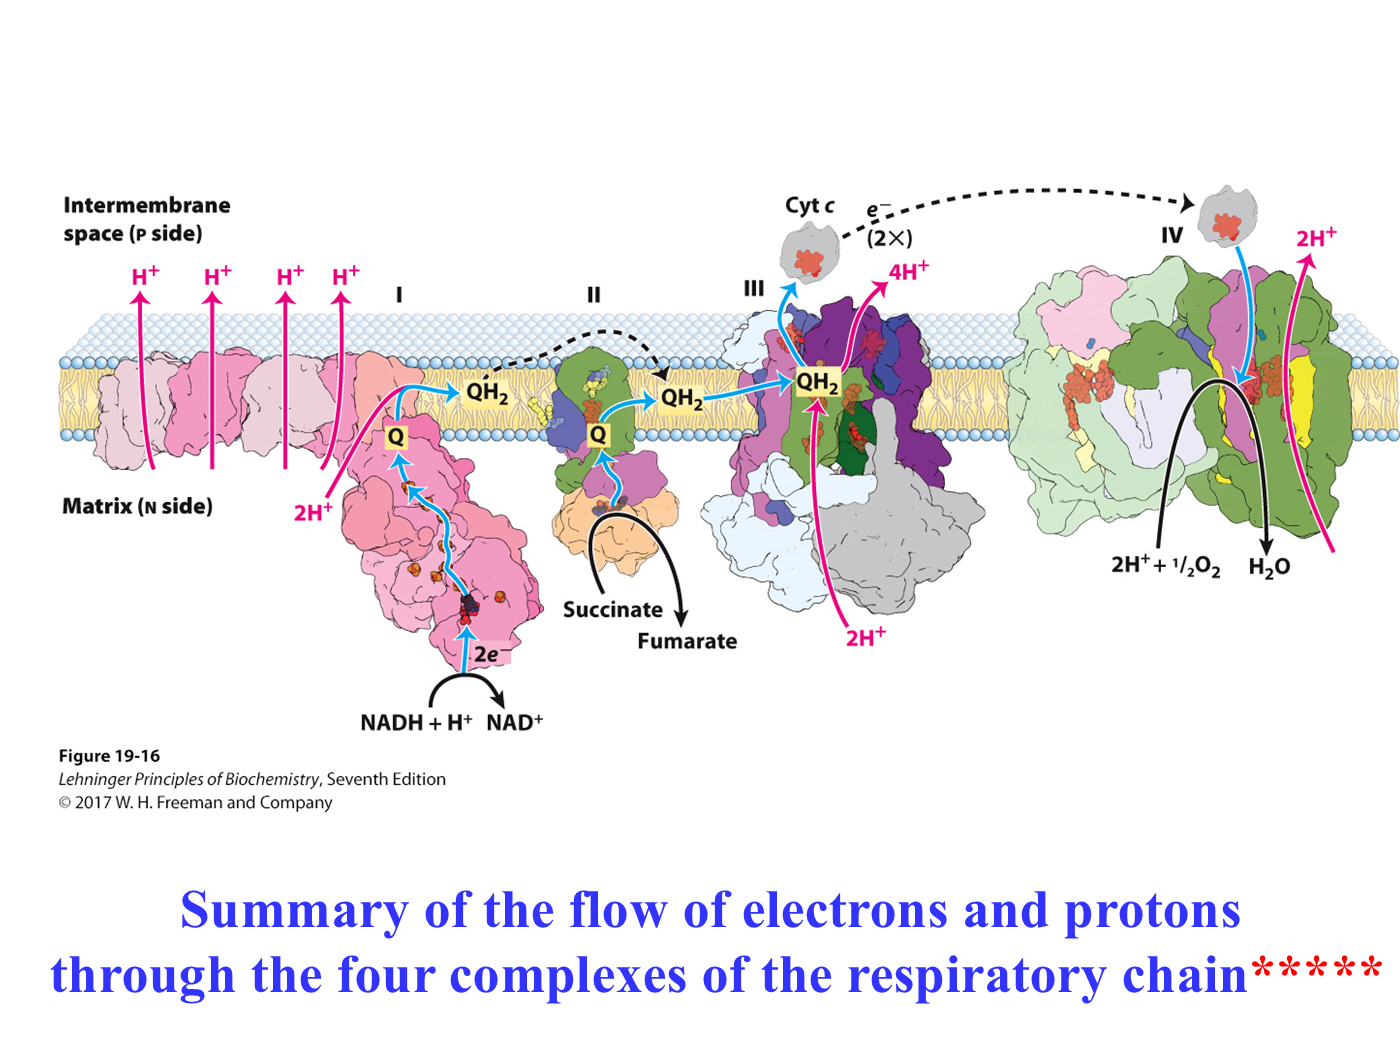 Intermembrane
space (P side)
H⁺ H⁺ H⁺ H⁺
I
II
III
Cyt c
e⁻
(2×)
4H⁺
IV
2H⁺
QH₂
QH₂
QH₂
Q
Q
Matrix (N side)
2H⁺
2e⁻
NADH + H⁺ NAD⁺
Succinate
Fumarate
2H⁺
2H⁺ + 1/2O₂ H₂O
Figure 19-16
Lehninger Principles of Biochemistry, Seventh Edition
© 2017 W. H. Freeman and Company
Summary of the flow of electrons and protons
through the four complexes of the respiratory chain*****